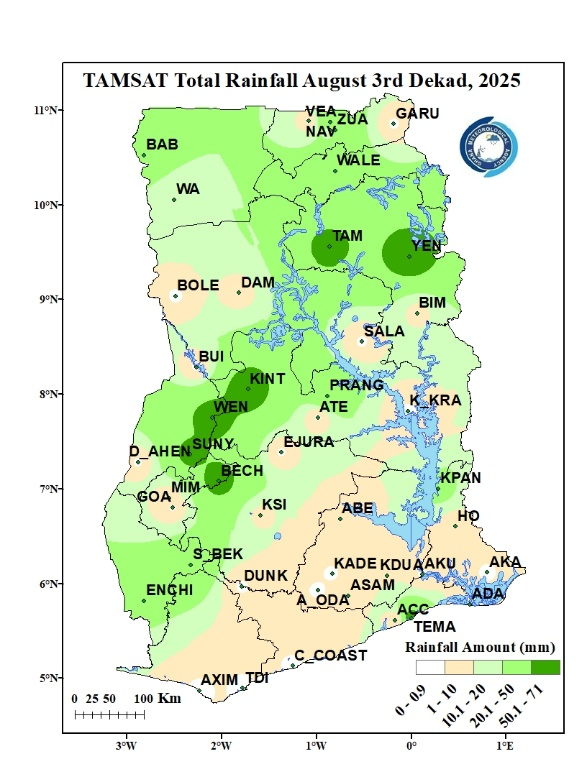 TAMSAT Total Rainfall August 3rd Dekad, 2025
11°N
VEA
ZUA
GARU
NAV
BAB
WALE
WA
10°N
TAM
YEN
BOLE
DAM
9°N
BIM
SALA
BUI
KINT
PRANG
8°N
WEN
ATE
K_KRA
SUNY
EJURA
D_AHEN
BECH
KPAN
MIM
7°N
GOA
KSI
ABE
HO
S_BEK
KADE
KDUA
AKU
AKA
DUNK
6°N
ENCHI
ASAM
ADA
A_ODA
ACC
TEMA
C_COAST
Rainfall Amount (mm)
AXIM
TDI
5°N
0 - 0.9
1 - 10
10.1 - 20
20.1 - 50
50.1 - 71
0 25 50 100 Km
3°W
2°W
1°W
0°
1°E
GHANA METEOROLOGICAL AGENCY